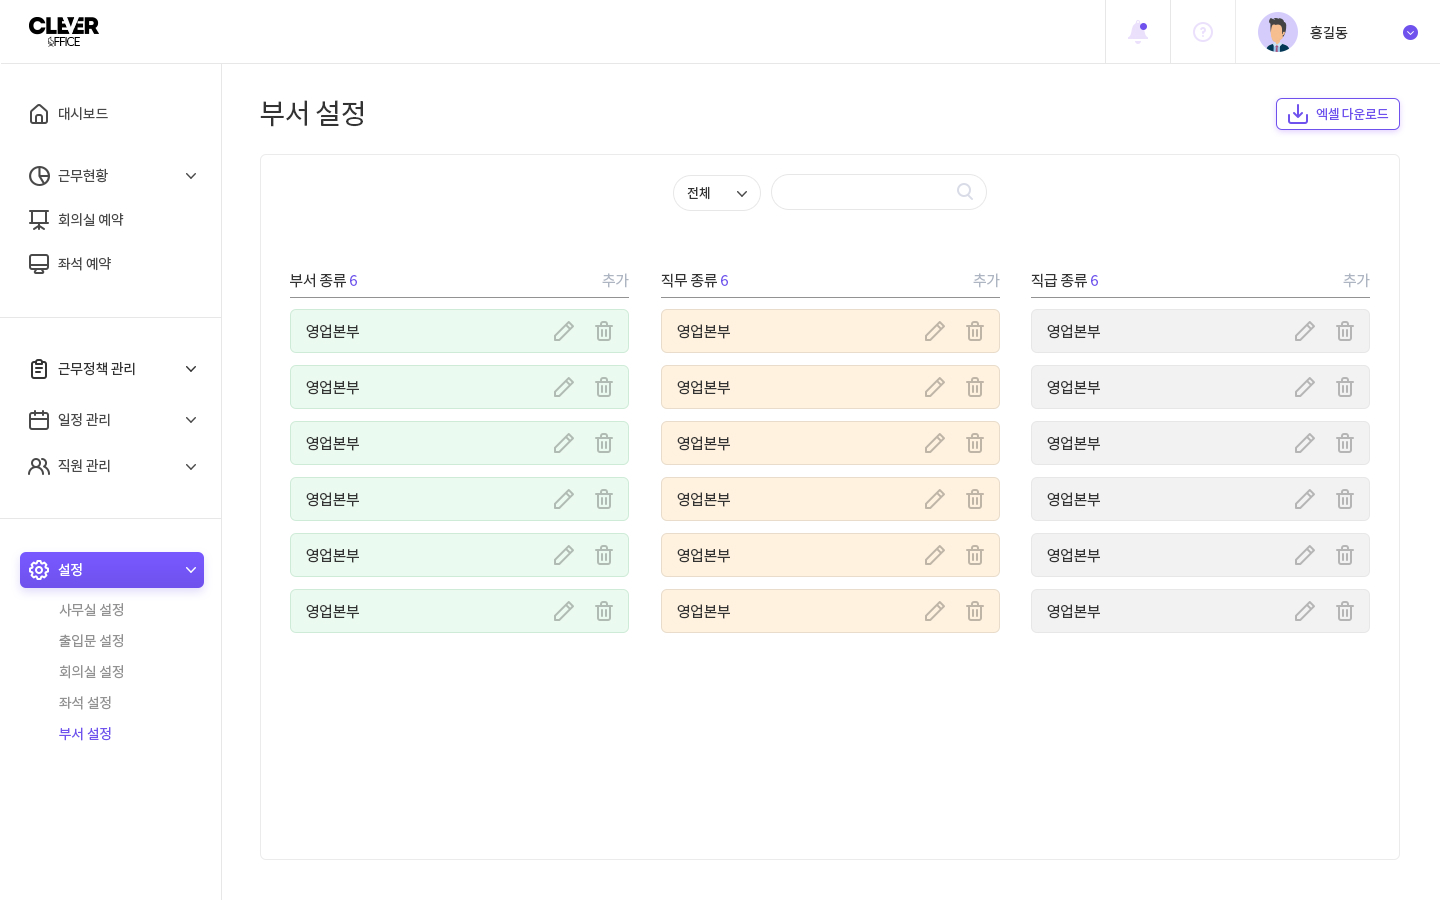 CLEVER
OFFICE
홍길동
대시보드
근무현황
회의실 예약
좌석 예약
근무정책 관리
일정 관리
직원 관리
설정
사무실 설정
출입문 설정
회의실 설정
좌석 설정
부서 설정
부서 설정
엑셀 다운로드
전체
부서 종류 6 추가
영업본부
영업본부
영업본부
영업본부
영업본부
영업본부
직무 종류 6 추가
영업본부
영업본부
영업본부
영업본부
영업본부
영업본부
직급 종류 6 추가
영업본부
영업본부
영업본부
영업본부
영업본부
영업본부